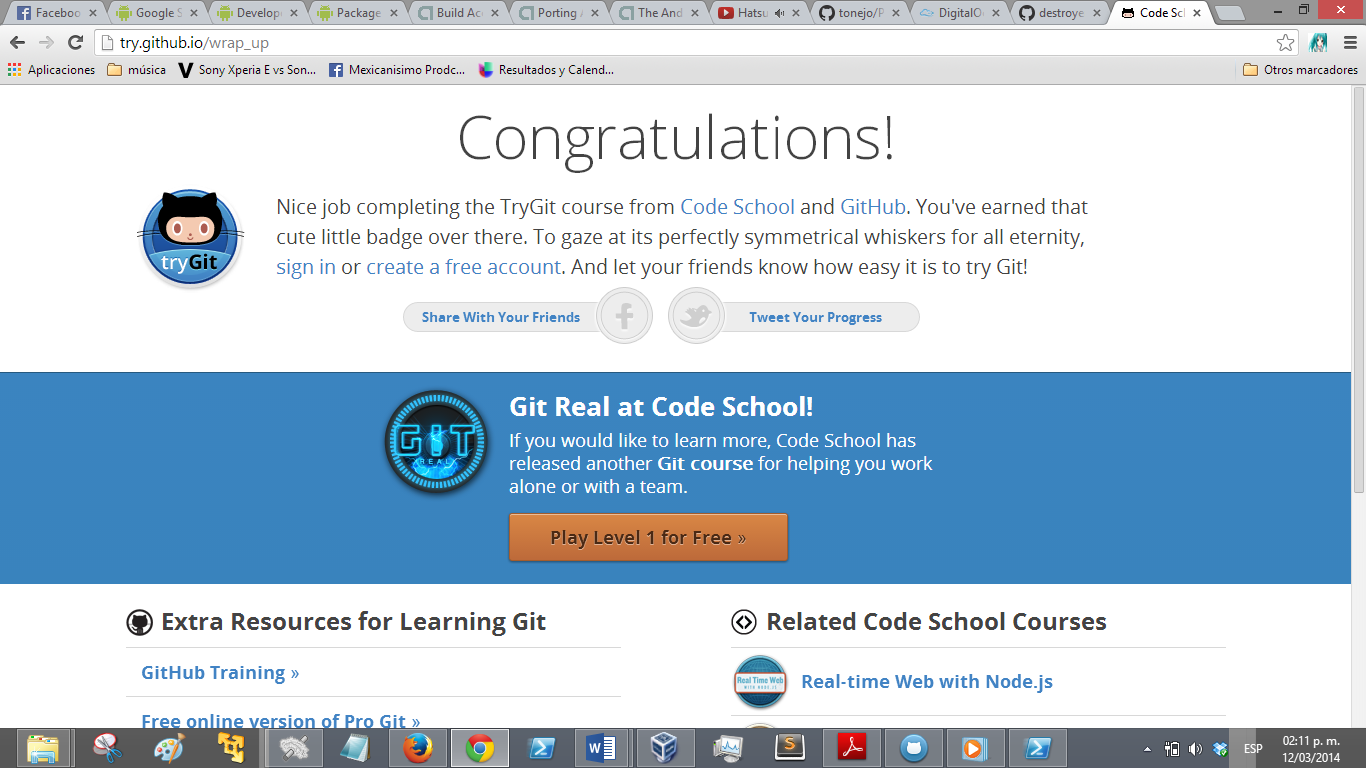 Faceboo
Google S
Develop
Package
Build Ac
Porting
The And
Hatsu
tonejo/P
DigitalO
destroye
Code Sc
try.github.io/wrap_up
Aplicaciones
música
Sony Xperia E vs Son...
Mexicanisimo Prodc...
Resultados y Calend...
Otros marcadores
Congratulations!
tryGit
Nice job completing the TryGit course from Code School and GitHub. You've earned that
cute little badge over there. To gaze at its perfectly symmetrical whiskers for all eternity,
sign in or create a free account. And let your friends know how easy it is to try Git!
Share With Your Friends
Tweet Your Progress
GIT
REAL
Git Real at Code School!
If you would like to learn more, Code School has
released another Git course for helping you work
alone or with a team.
Play Level 1 for Free »
Extra Resources for Learning Git
GitHub Training »
Free online version of Pro Git »
Related Code School Courses
Real Time Web
WITH NODE.JS
Real-time Web with Node.js
ESP
02:11 p. m.
12/03/2014